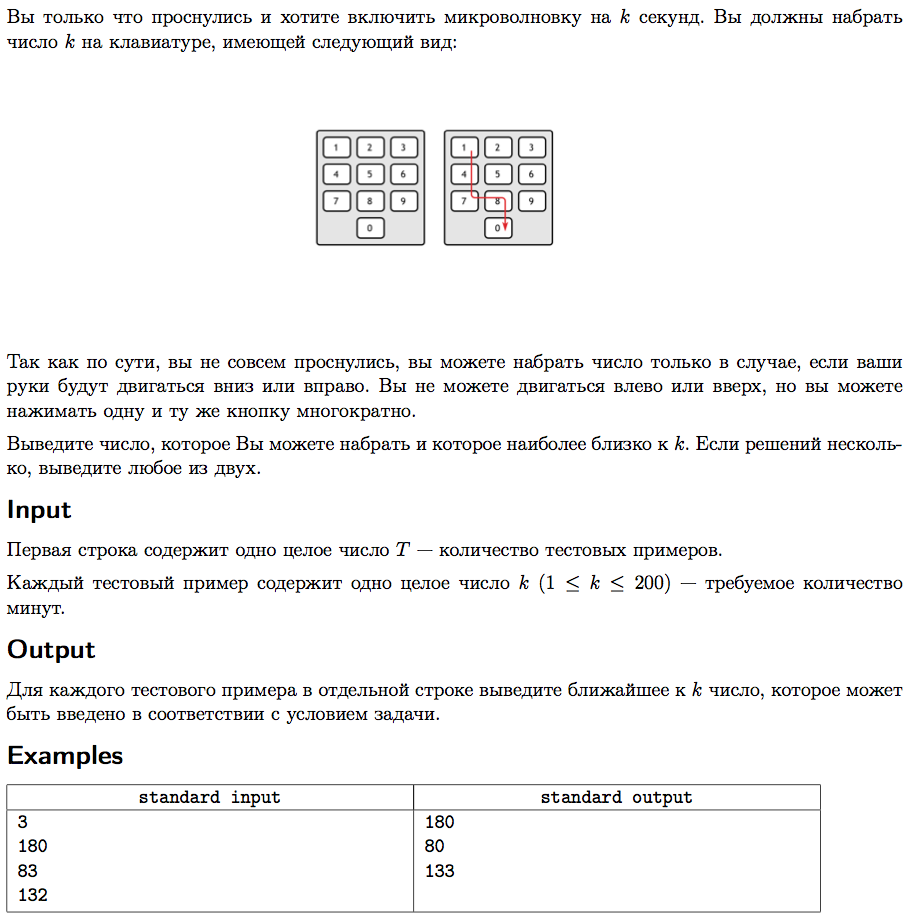 Вы только что проснулись и хотите включить микроволновку на k секунд. Вы должны набрать
число k на клавиатуре, имеющей следующий вид:
1 2 3 1 2 3
4 5 6 4 5 6
7 8 9 7 8 9
0 0
Так как по сути, вы не совсем проснулись, вы можете набрать число только в случае, если ваши
руки будут двигаться вниз или вправо. Вы не можете двигаться влево или вверх, но вы можете
нажимать одну и ту же кнопку многократно.
Выведите число, которое Вы можете набрать и которое наиболее близко к k. Если решений несколь-
ко, выведите любое из двух.
Input
Первая строка содержит одно целое число T — количество тестовых примеров.
Каждый тестовый пример содержит одно целое число k (1 ≤ k ≤ 200) — требуемое количество
минут.
Output
Для каждого тестового примера в отдельной строке выведите ближайшее к k число, которое может
быть введено в соответствии с условием задачи.
Examples
standard input standard output
3 180
180 80
83 133
132